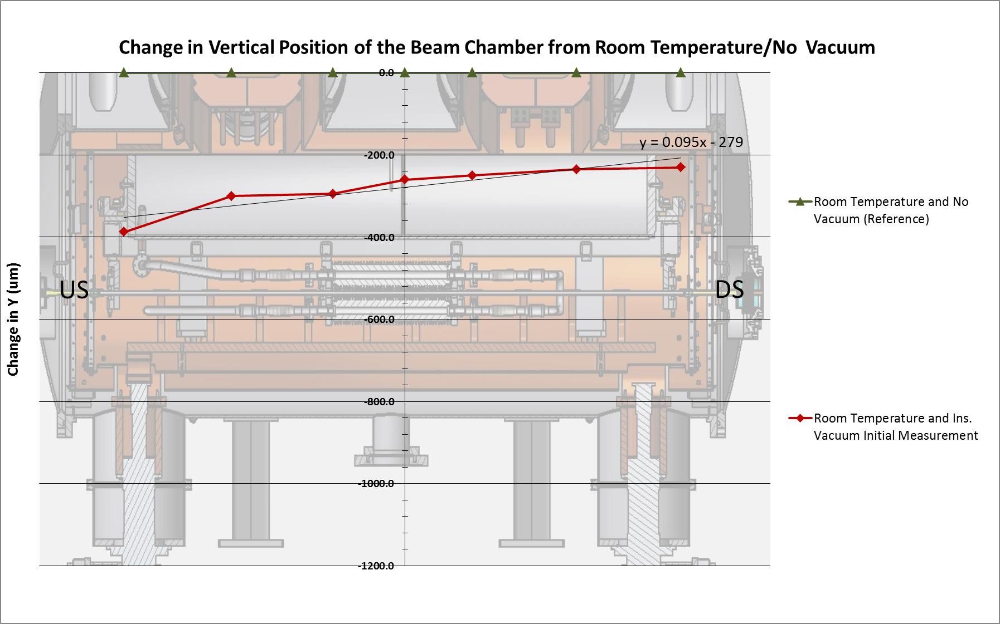 Change in Vertical Position of the Beam Chamber from Room Temperature/No Vacuum
0.0
y = 0.095x - 279
-200.0
Room Temperature and No
Vacuum (Reference)
-400.0
Change in Y (um)
US
DS
-600.0
-800.0
Room Temperature and Ins.
Vacuum Initial Measurement
-1000.0
-1200.0